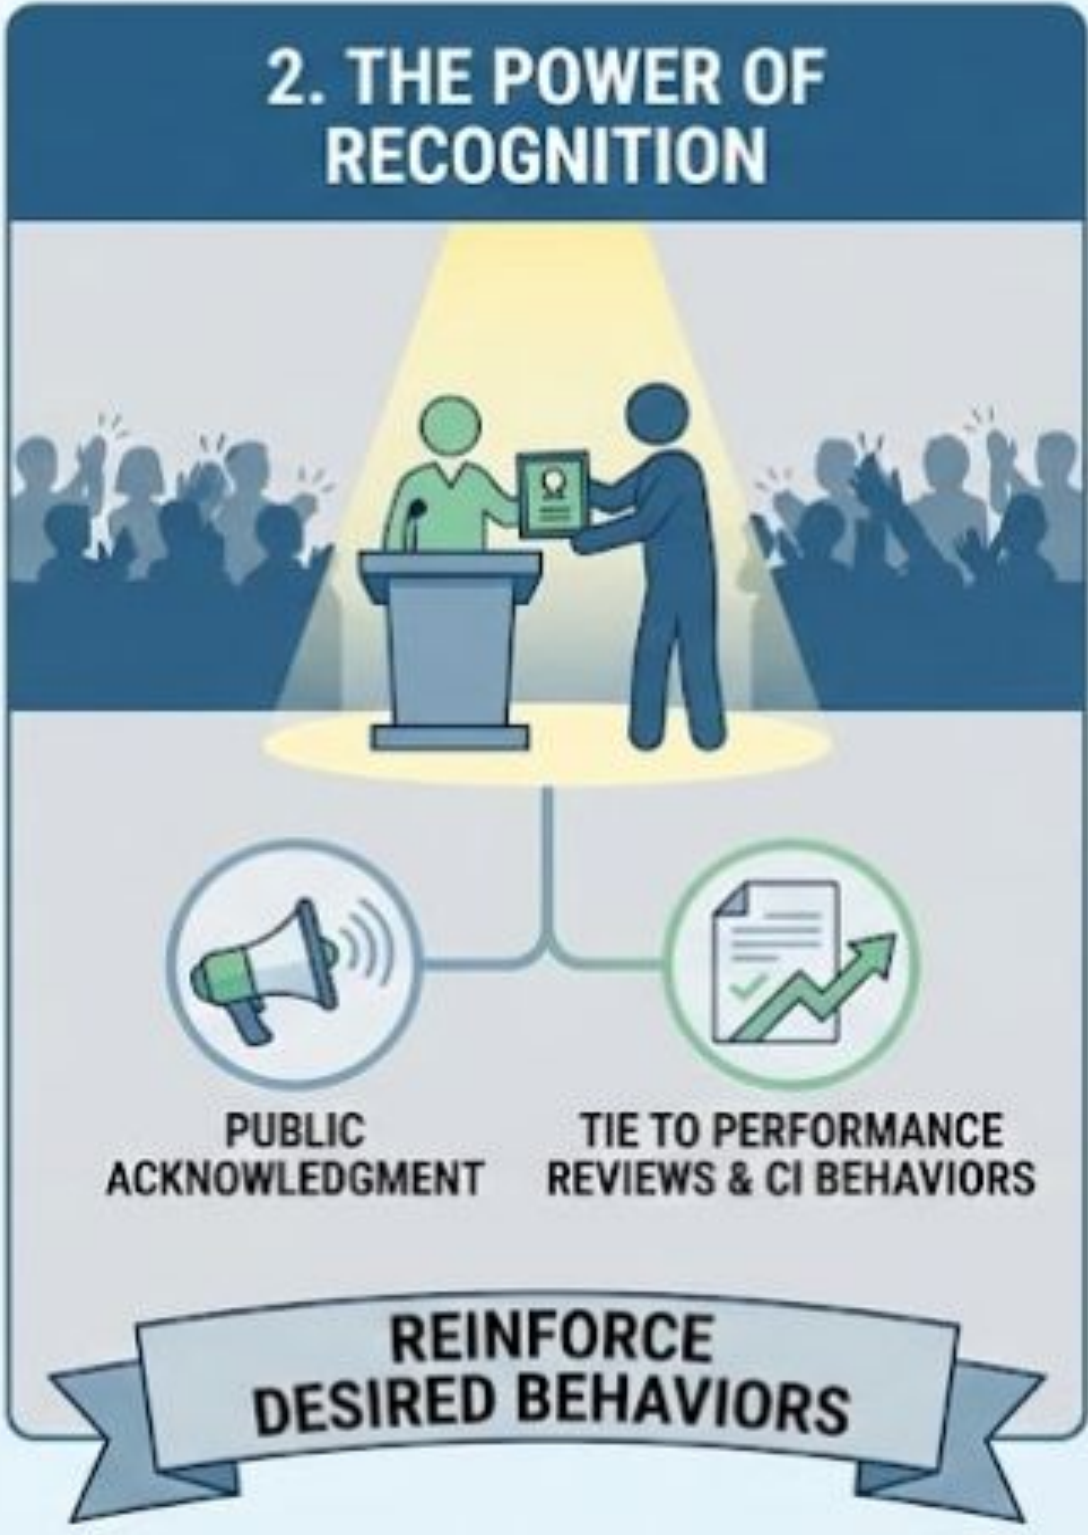 2. THE POWER OF
RECOGNITION
PUBLIC
ACKNOWLEDGMENT
TIE TO PERFORMANCE
REVIEWS & CI BEHAVIORS
REINFORCE
DESIRED BEHAVIORS